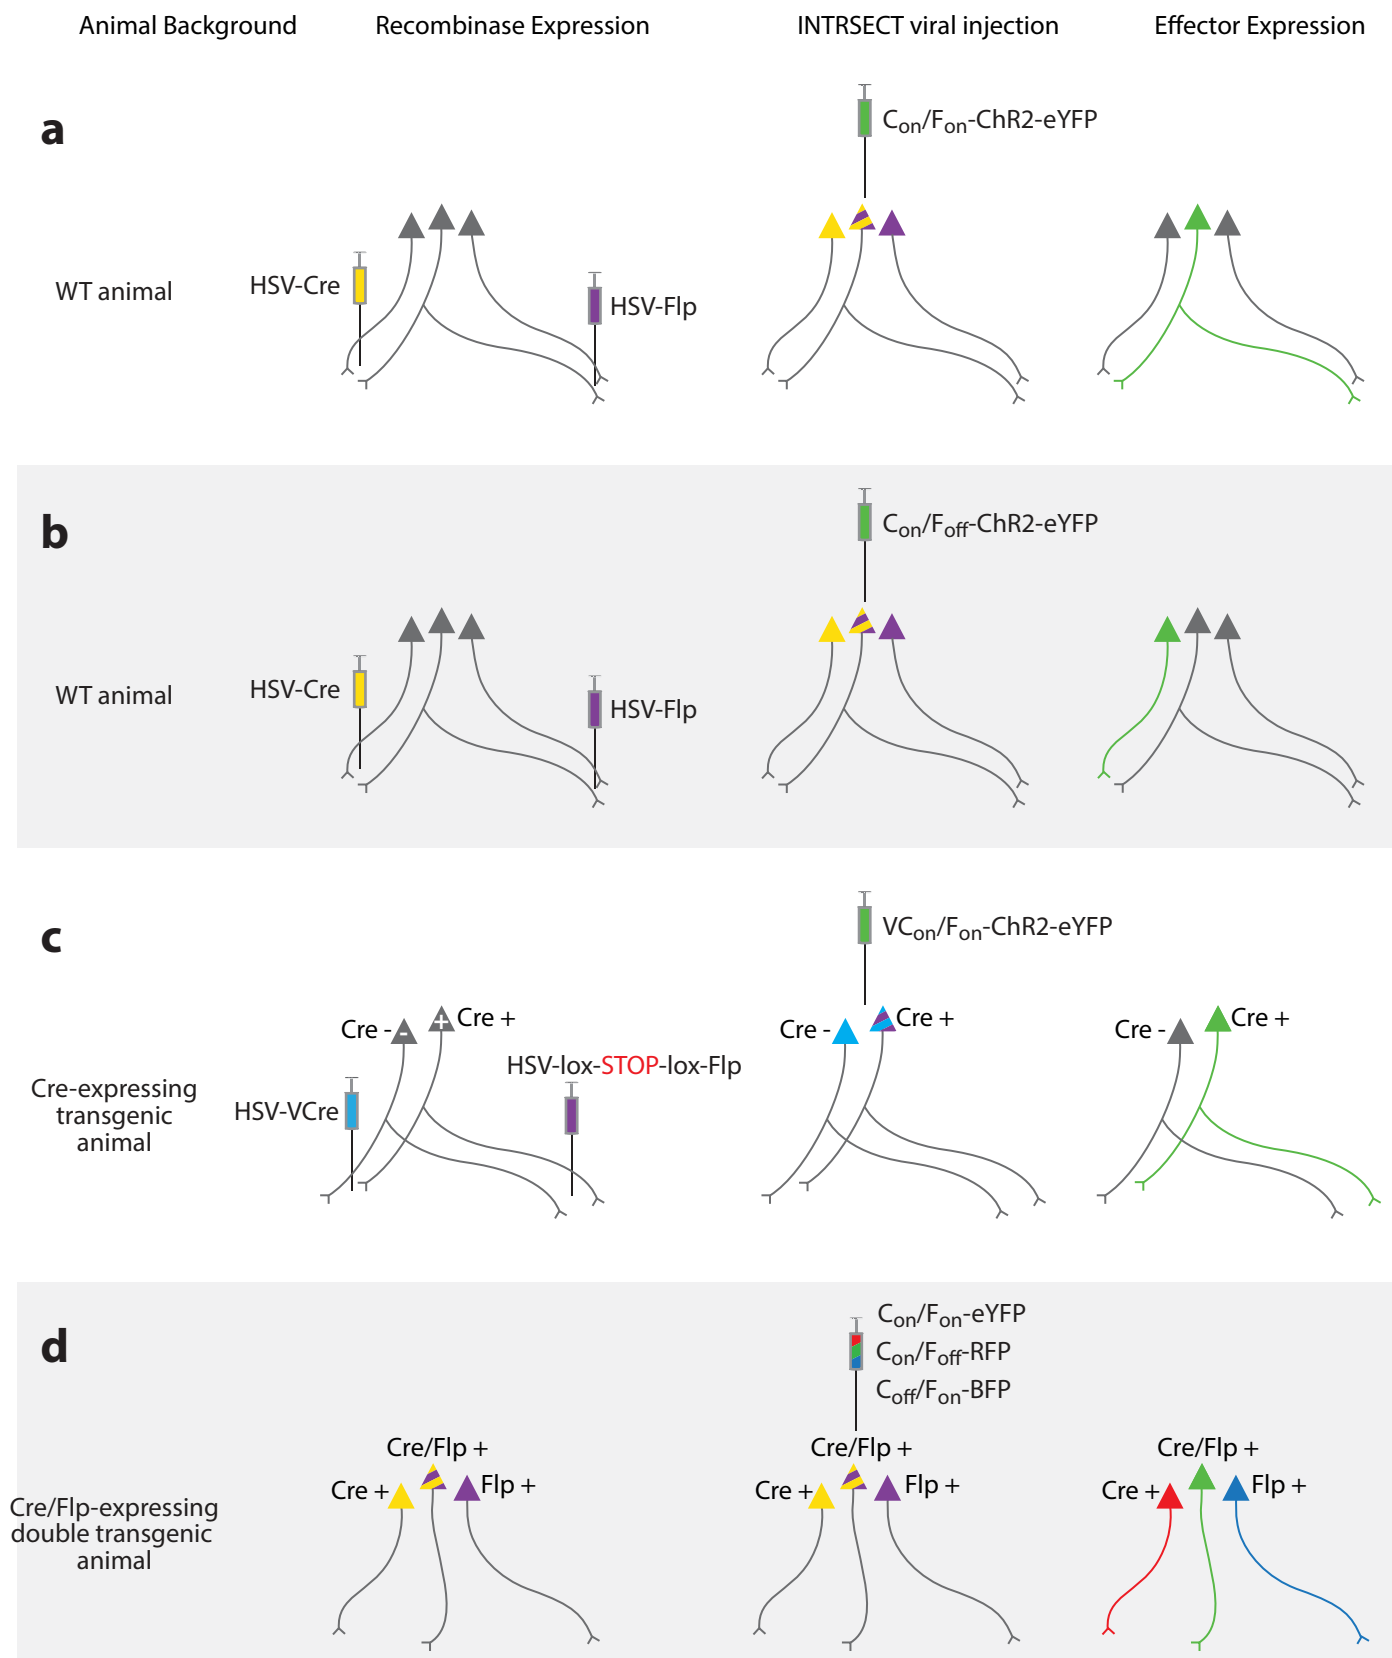 Animal Background
Recombinase Expression
INTRSECT viral injection
Effector Expression
a
Con/Fon-ChR2-eYFP
WT animal
HSV-Cre
HSV-Flp
b
Con/Foff-ChR2-eYFP
WT animal
HSV-Cre
HSV-Flp
c
VCon/Fon-ChR2-eYFP
Cre -
-
+
Cre +
Cre -
Cre +
Cre -
Cre +
HSV-lox-STOP-lox-Flp
Cre-expressing
transgenic
animal
HSV-VCre
d
Con/Fon-eYFP
Con/Foff-RFP
Coff/Fon-BFP
Cre/Flp +
Cre/Flp +
Cre/Flp +
Cre +
Flp +
Cre +
Flp +
Cre +
Flp +
Cre/Flp-expressing
double transgenic
animal